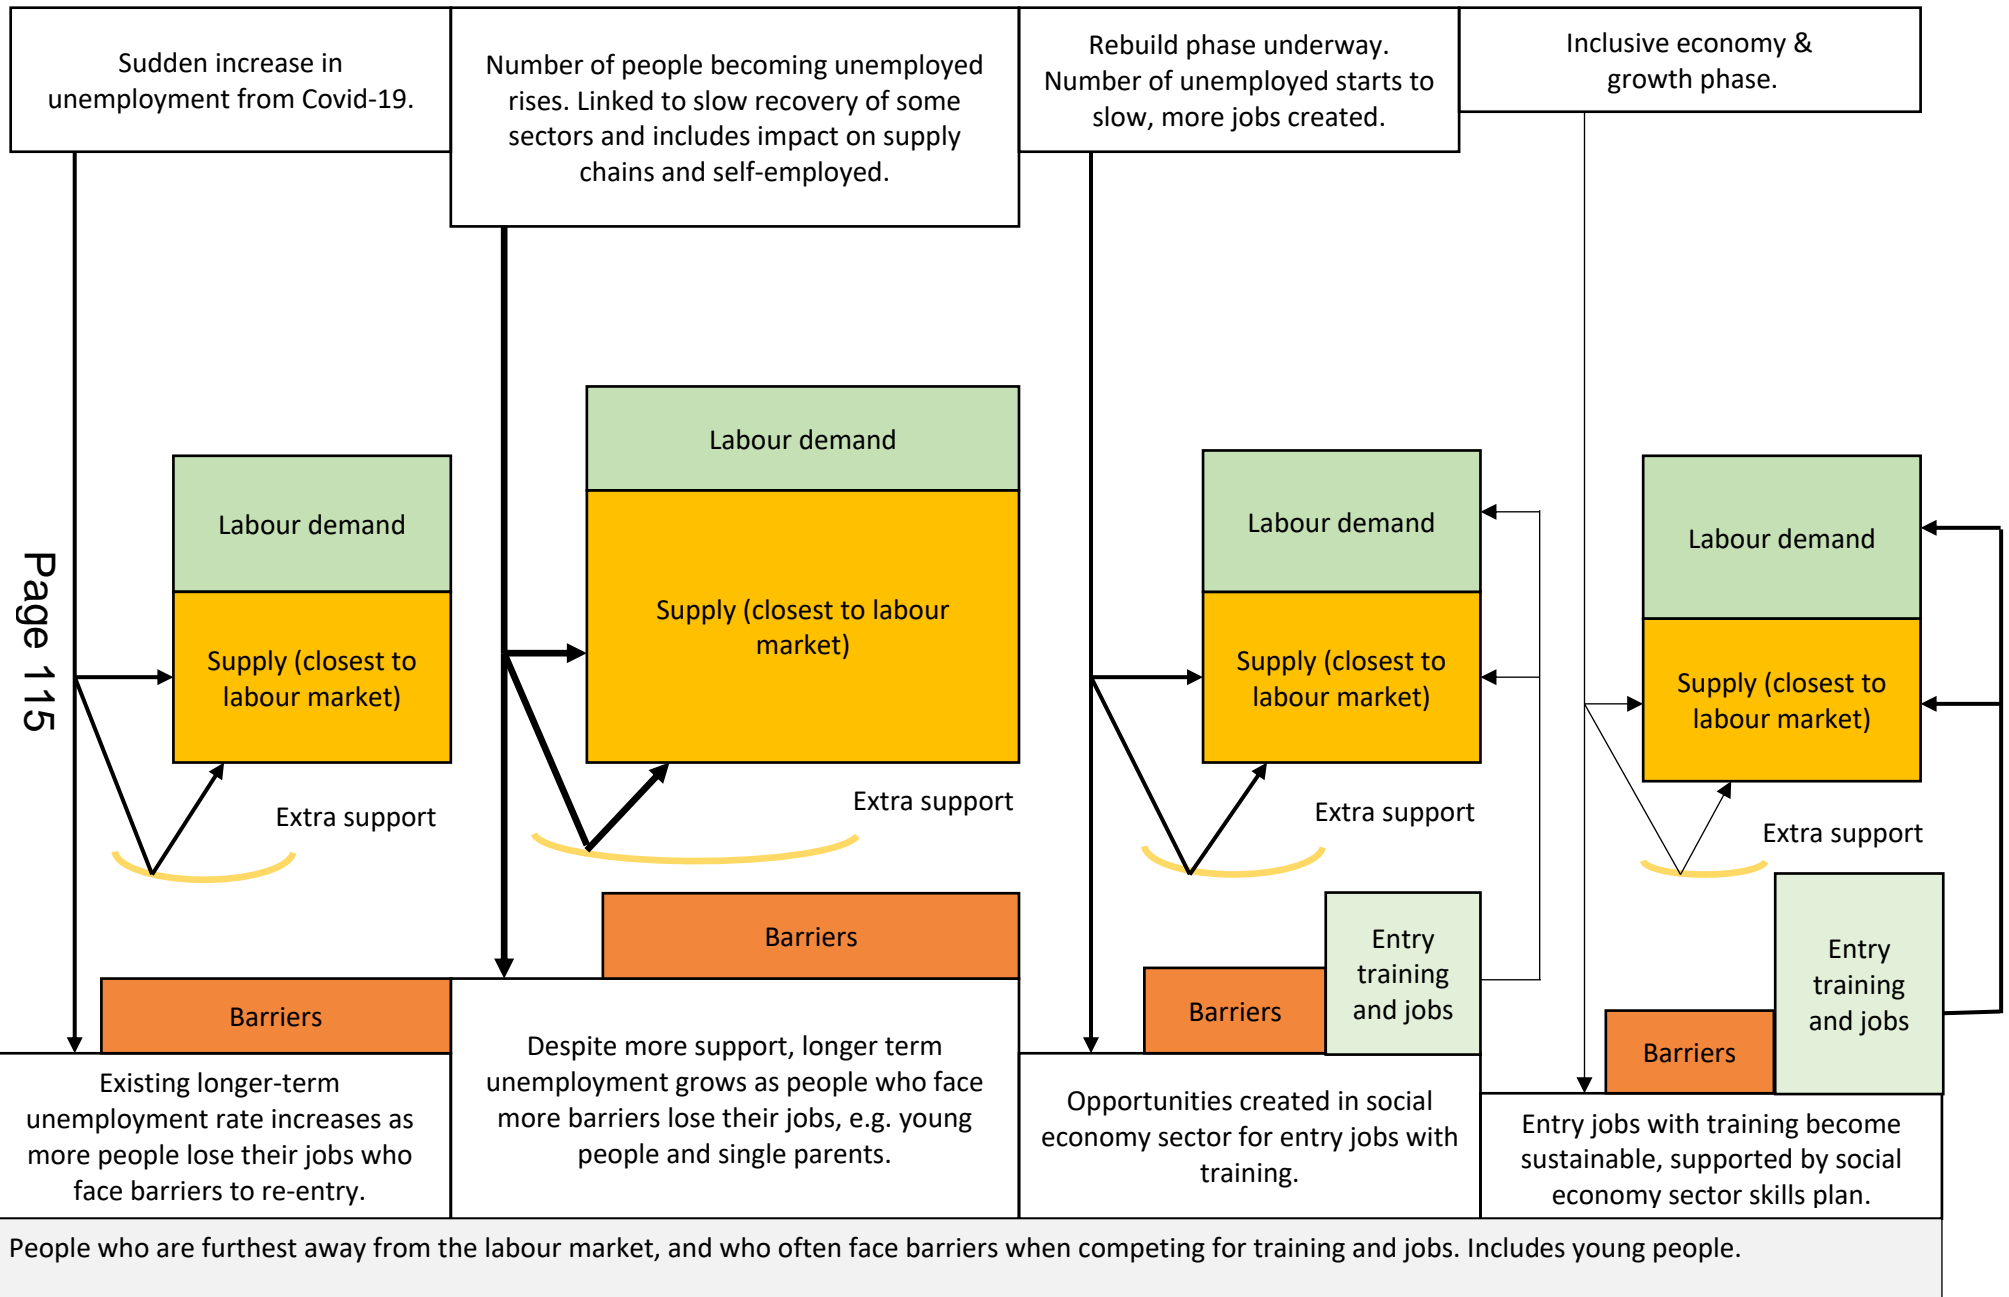 Sudden increase in
unemployment from Covid-19.
Number of people becoming unemployed
rises. Linked to slow recovery of some
sectors and includes impact on supply
chains and self-employed.
Rebuild phase underway.
Number of unemployed starts to
slow, more jobs created.
Inclusive economy &
growth phase.
Page 115
Labour demand
Supply (closest to
labour market)
Extra support
Barriers
Existing longer-term
unemployment rate increases as
more people lose their jobs who
face barriers to re-entry.
Labour demand
Supply (closest to labour
market)
Extra support
Barriers
Despite more support, longer term
unemployment grows as people who face
more barriers lose their jobs, e.g. young
people and single parents.
Labour demand
Supply (closest to
labour market)
Extra support
Barriers
Entry
training
and jobs
Opportunities created in social
economy sector for entry jobs with
training.
Labour demand
Supply (closest to
labour market)
Extra support
Barriers
Entry
training
and jobs
Entry jobs with training become
sustainable, supported by social
economy sector skills plan.
People who are furthest away from the labour market, and who often face barriers when competing for training and jobs. Includes young people.